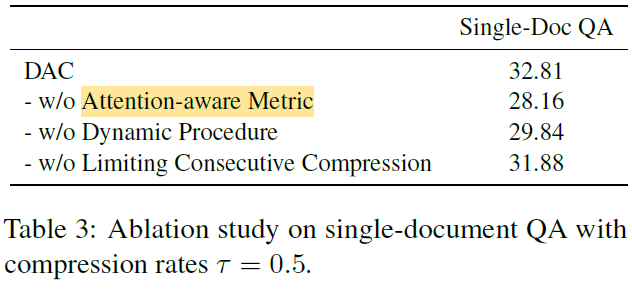 Single-Doc QA
DAC 32.81
- w/o Attention-aware Metric 28.16
- w/o Dynamic Procedure 29.84
- w/o Limiting Consecutive Compression 31.88
Table 3: Ablation study on single-document QA with
compression rates τ = 0.5.